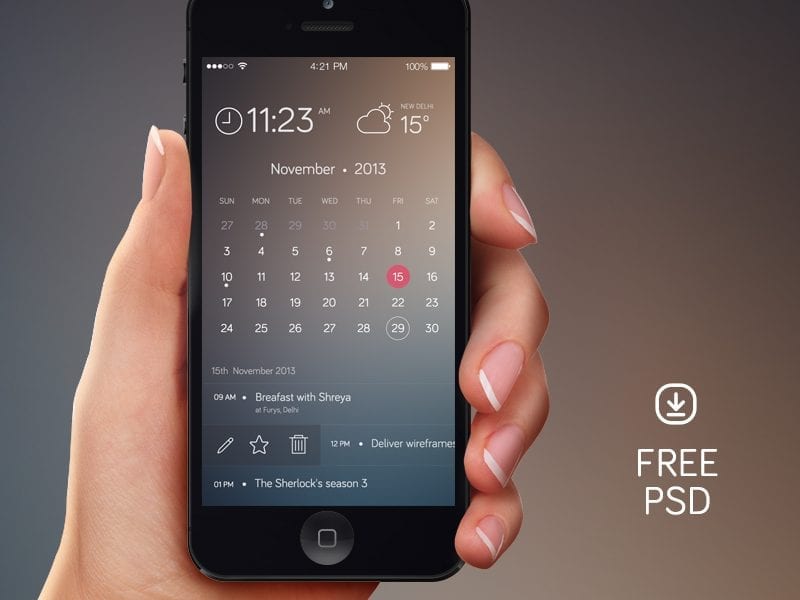 4:21 PM 100%
11:23 AM NEW DELHI 15°
November • 2013
SUN MON TUE WED THU FRI SAT
27 28 29 30 31 1 2
3 4 5 6 7 8 9
10 11 12 13 14 15 16
17 18 19 20 21 22 23
24 25 26 27 28 29 30
15th November 2013
09 AM • Breafast with Shreya
at Furys, Delhi
12 PM • Deliver wireframes
01 PM • The Sherlock's season 3
FREE
PSD